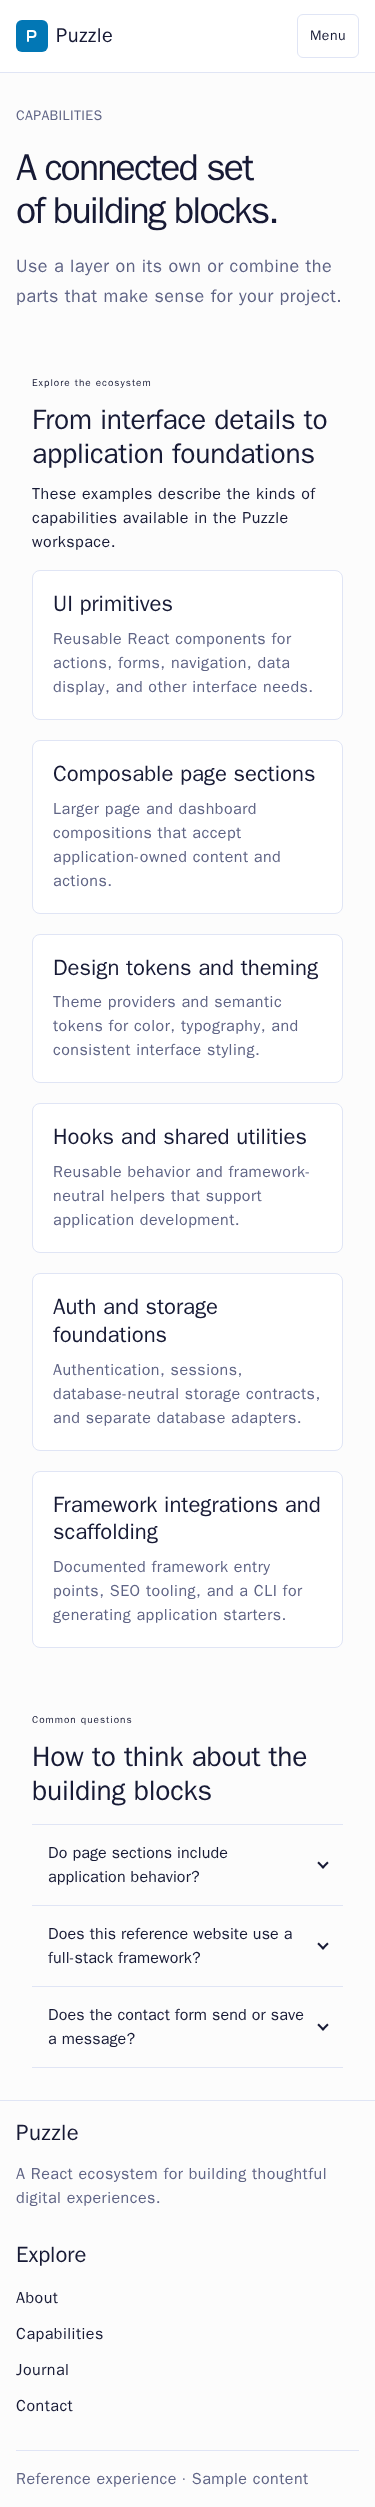 P Puzzle
Menu
CAPABILITIES
A connected set
of building blocks.
Use a layer on its own or combine the
parts that make sense for your project.
Explore the ecosystem
From interface details to
application foundations
These examples describe the kinds of
capabilities available in the Puzzle
workspace.
UI primitives
Reusable React components for
actions, forms, navigation, data
display, and other interface needs.
Composable page sections
Larger page and dashboard
compositions that accept
application-owned content and
actions.
Design tokens and theming
Theme providers and semantic
tokens for color, typography, and
consistent interface styling.
Hooks and shared utilities
Reusable behavior and framework-
neutral helpers that support
application development.
Auth and storage
foundations
Authentication, sessions,
database-neutral storage contracts,
and separate database adapters.
Framework integrations and
scaffolding
Documented framework entry
points, SEO tooling, and a CLI for
generating application starters.
Common questions
How to think about the
building blocks
Do page sections include
application behavior?
Does this reference website use a
full-stack framework?
Does the contact form send or save
a message?
Puzzle
A React ecosystem for building thoughtful
digital experiences.
Explore
About
Capabilities
Journal
Contact
Reference experience · Sample content